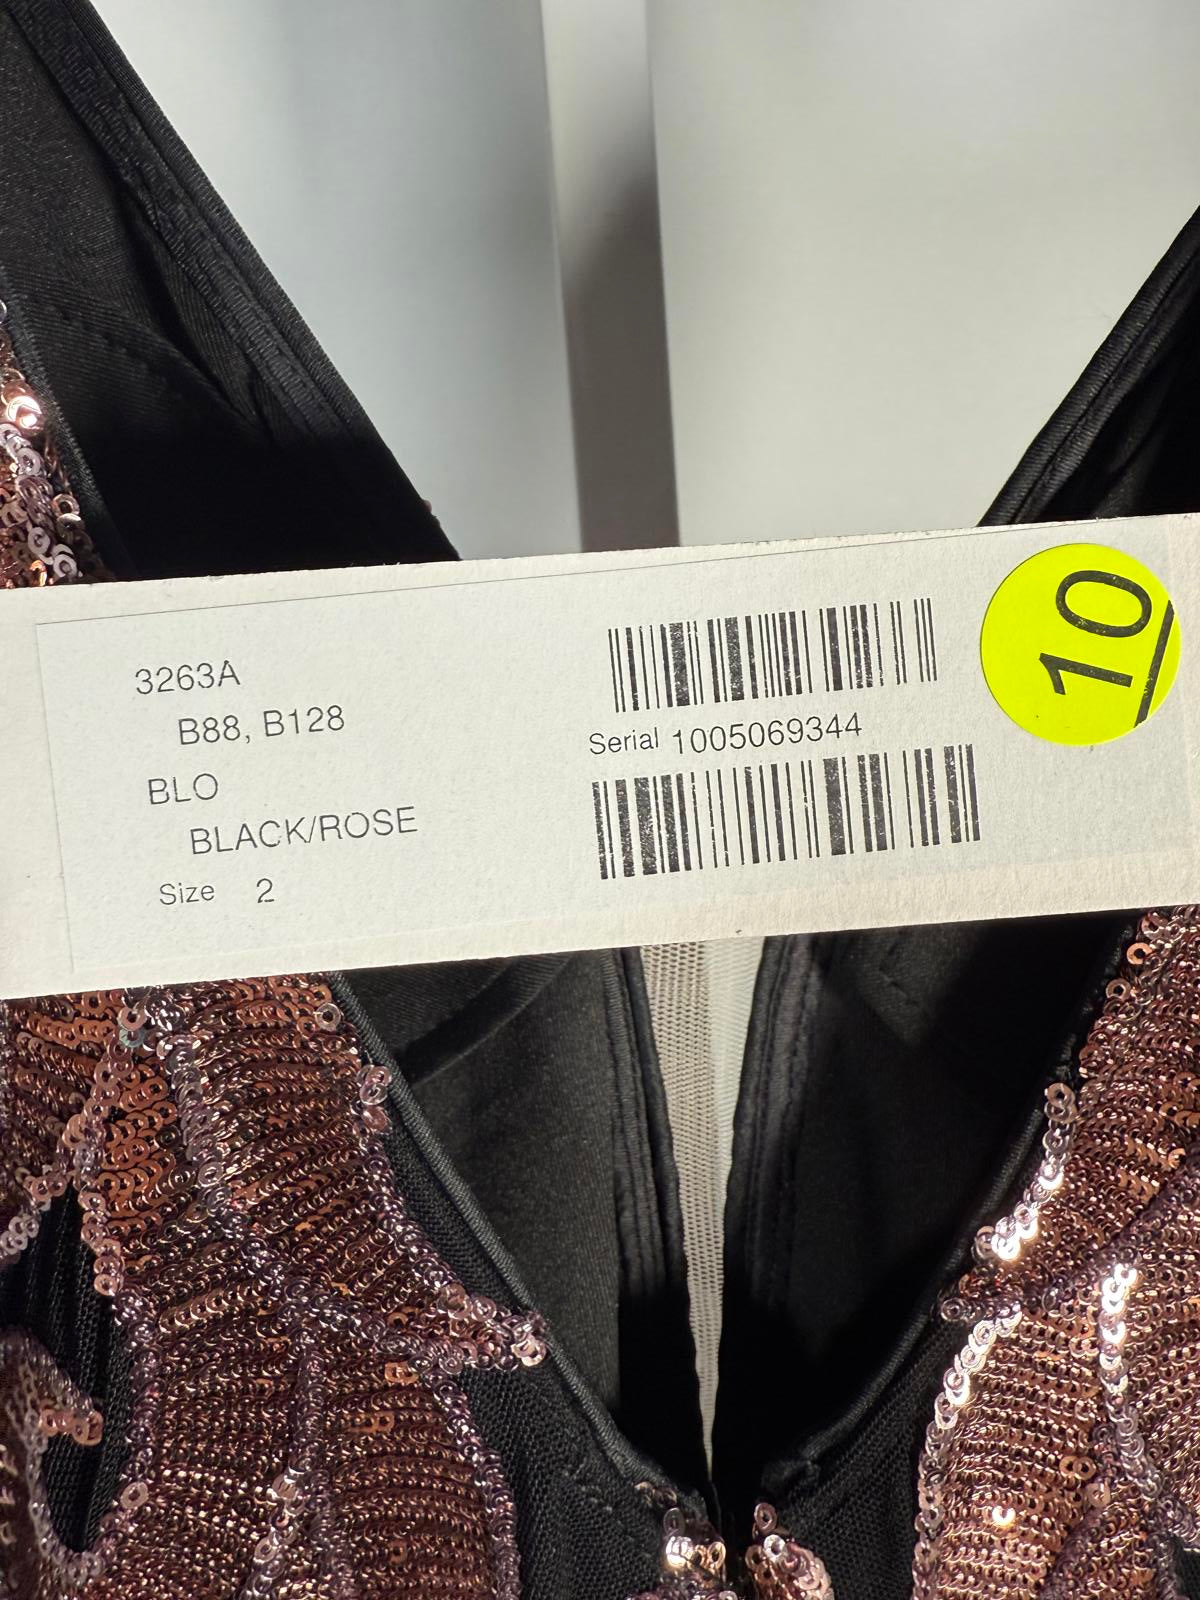 3263A
B88, B128
BLO
BLACK/ROSE
Size 2
Serial 1005069344
10